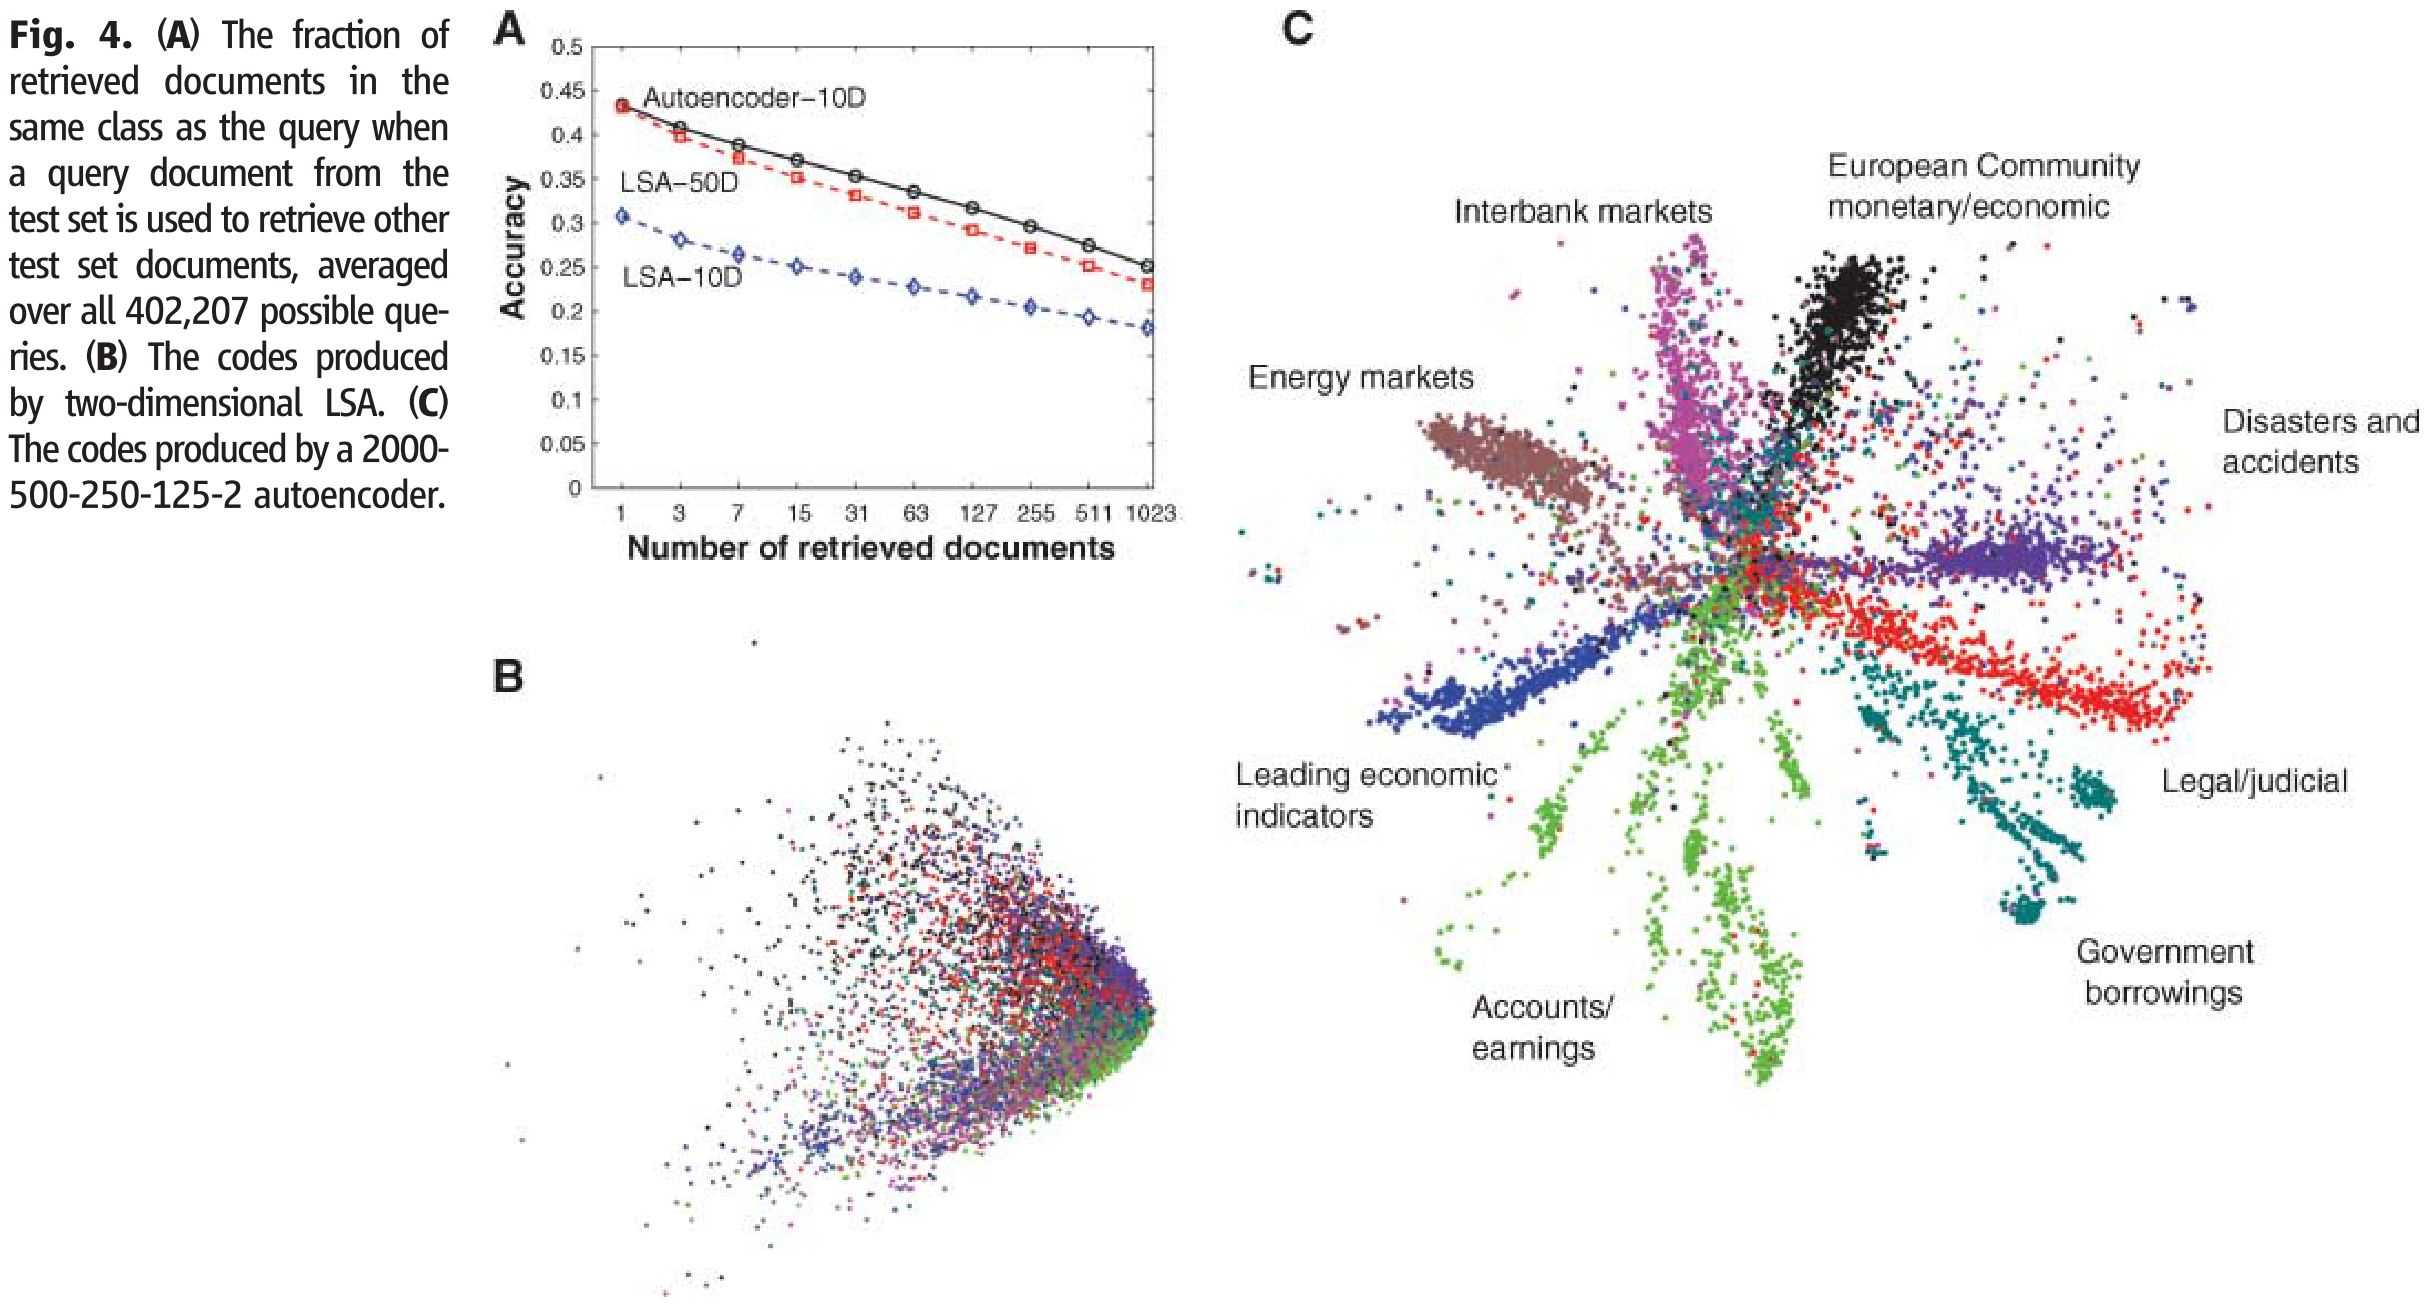 Fig. 4. (A) The fraction of
retrieved documents in the
same class as the query when
a query document from the
test set is used to retrieve other
test set documents, averaged
over all 402,207 possible que-
ries. (B) The codes produced
by two-dimensional LSA. (C)
The codes produced by a 2000-
500-250-125-2 autoencoder.
A
0.5
0.45
0.4
0.35
0.3
0.25
0.2
0.15
0.1
0.05
0
Accuracy
Autoencoder-10D
LSA-50D
LSA-10D
1 3 7 15 31 63 127 255 511 1023
Number of retrieved documents
B
C
European Community
monetary/economic
Interbank markets
Energy markets
Disasters and
accidents
Leading economic
indicators
Legal/judicial
Government
borrowings
Accounts/
earnings